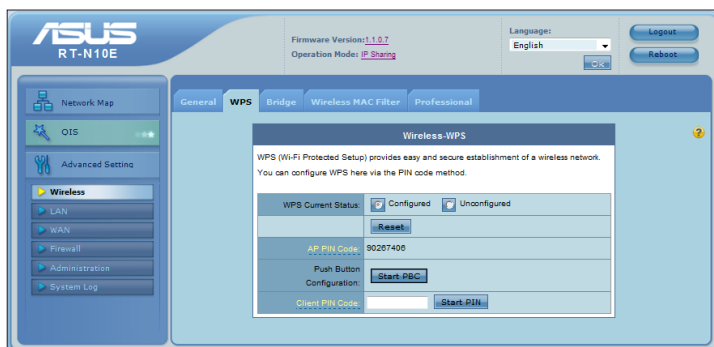 ASUS
RT-N10E
Firmware Version:1.1.0.7
Operation Mode: IP Sharing
Language:
English
OK
Logout
Reboot
Network Map
QIS
Advanced Setting
Wireless
LAN
WAN
Firewall
Administration
System Log
General WPS Bridge Wireless MAC Filter Professional
Wireless-WPS
WPS (Wi-Fi Protected Setup) provides easy and secure establishment of a wireless network.
You can configure WPS here via the PIN code method.
WPS Current Status: Configured Unconfigured
Reset
AP PIN Code: 90267406
Push Button
Configuration: Start PBC
Client PIN Code: Start PIN